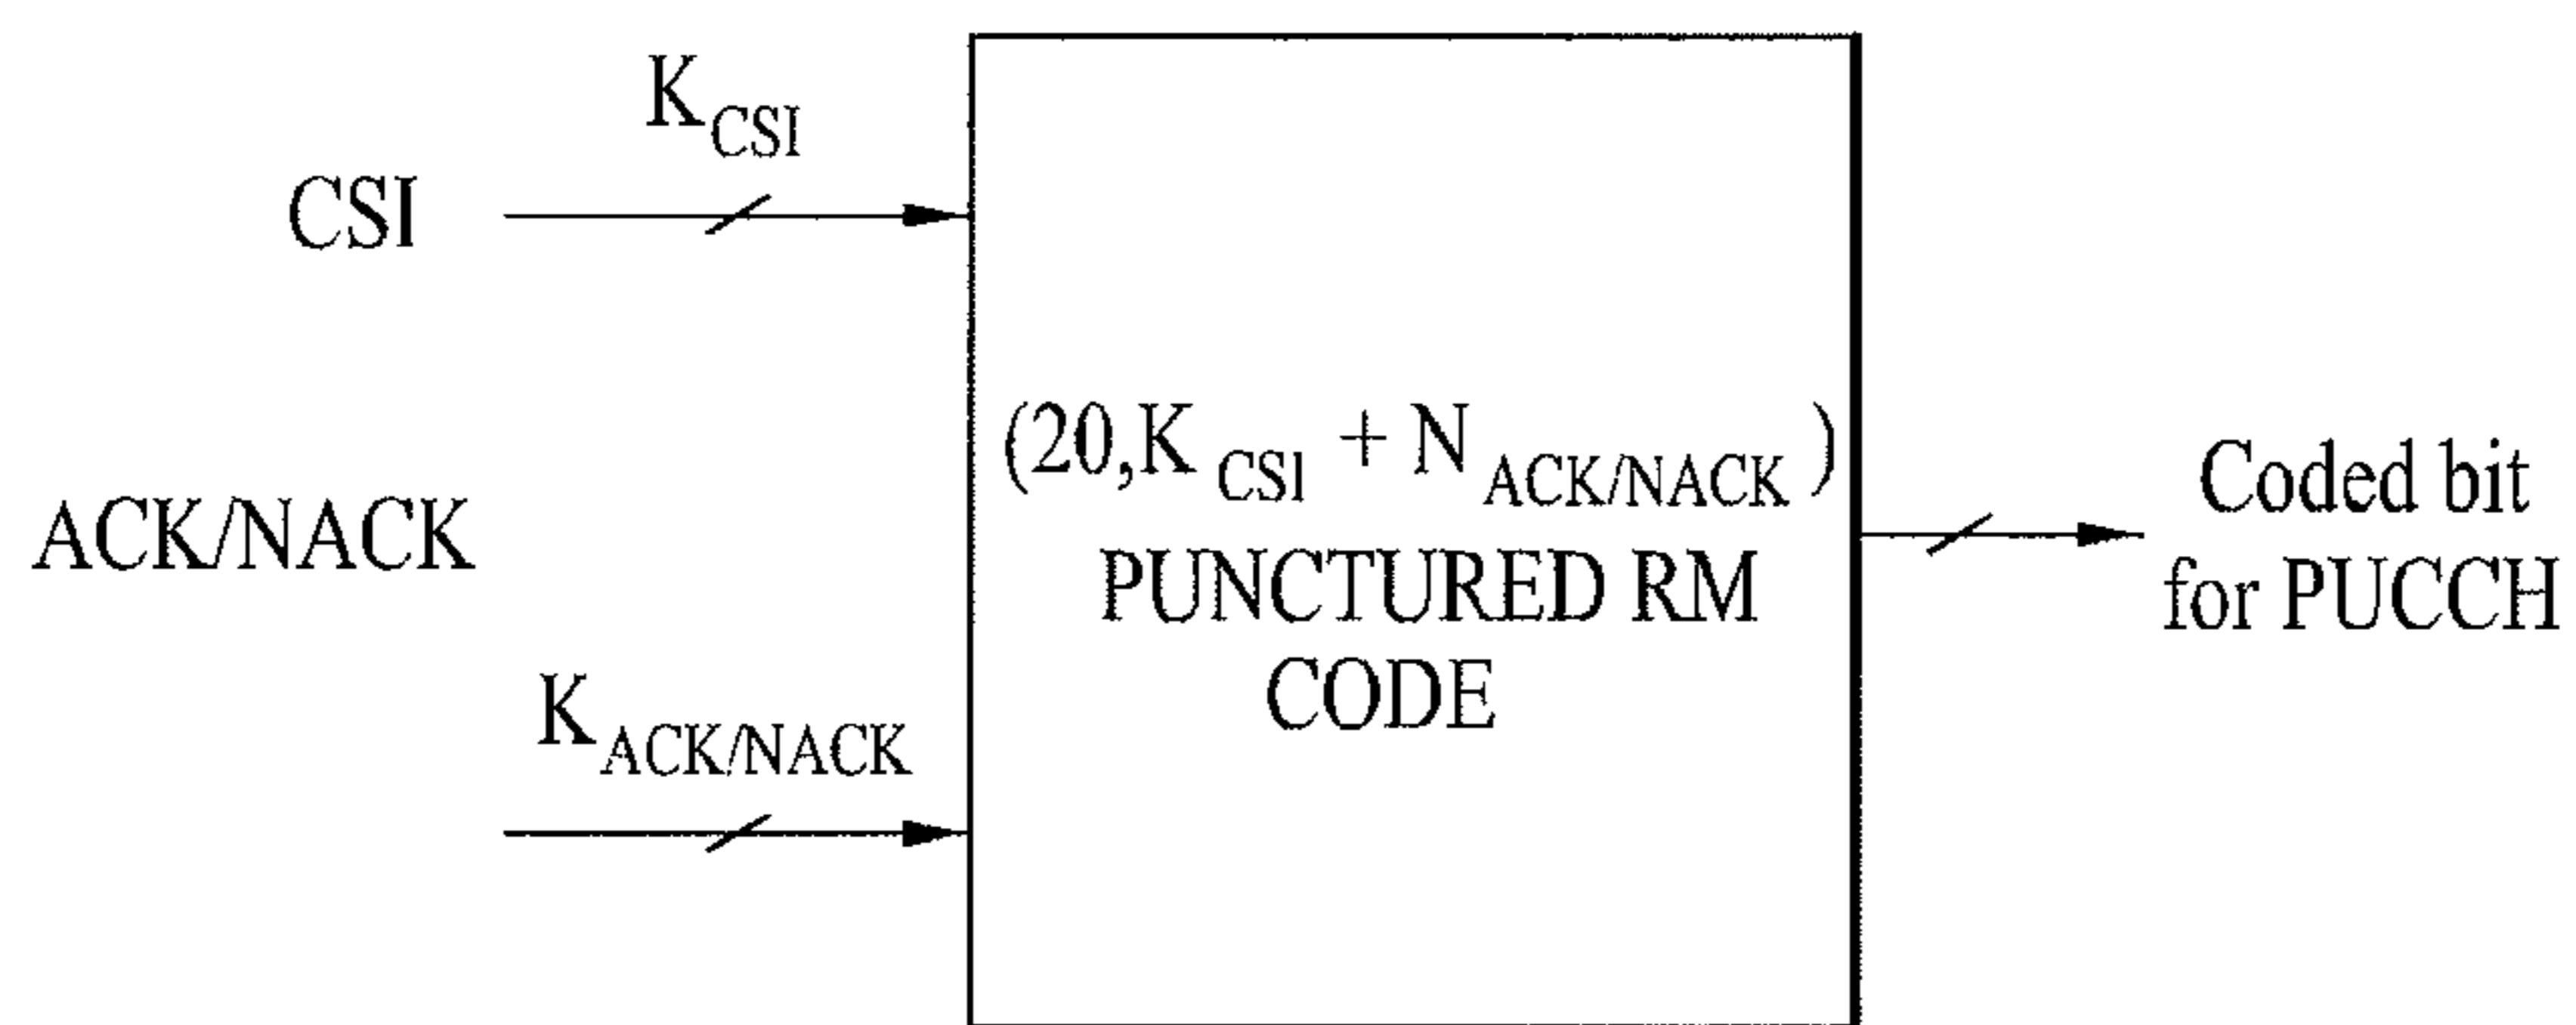 K_CSI
CSI
(20,K_CSI + N_ACK/NACK)
PUNCTURED RM
CODE
ACK/NACK
K_ACK/NACK
Coded bit
for PUCCH